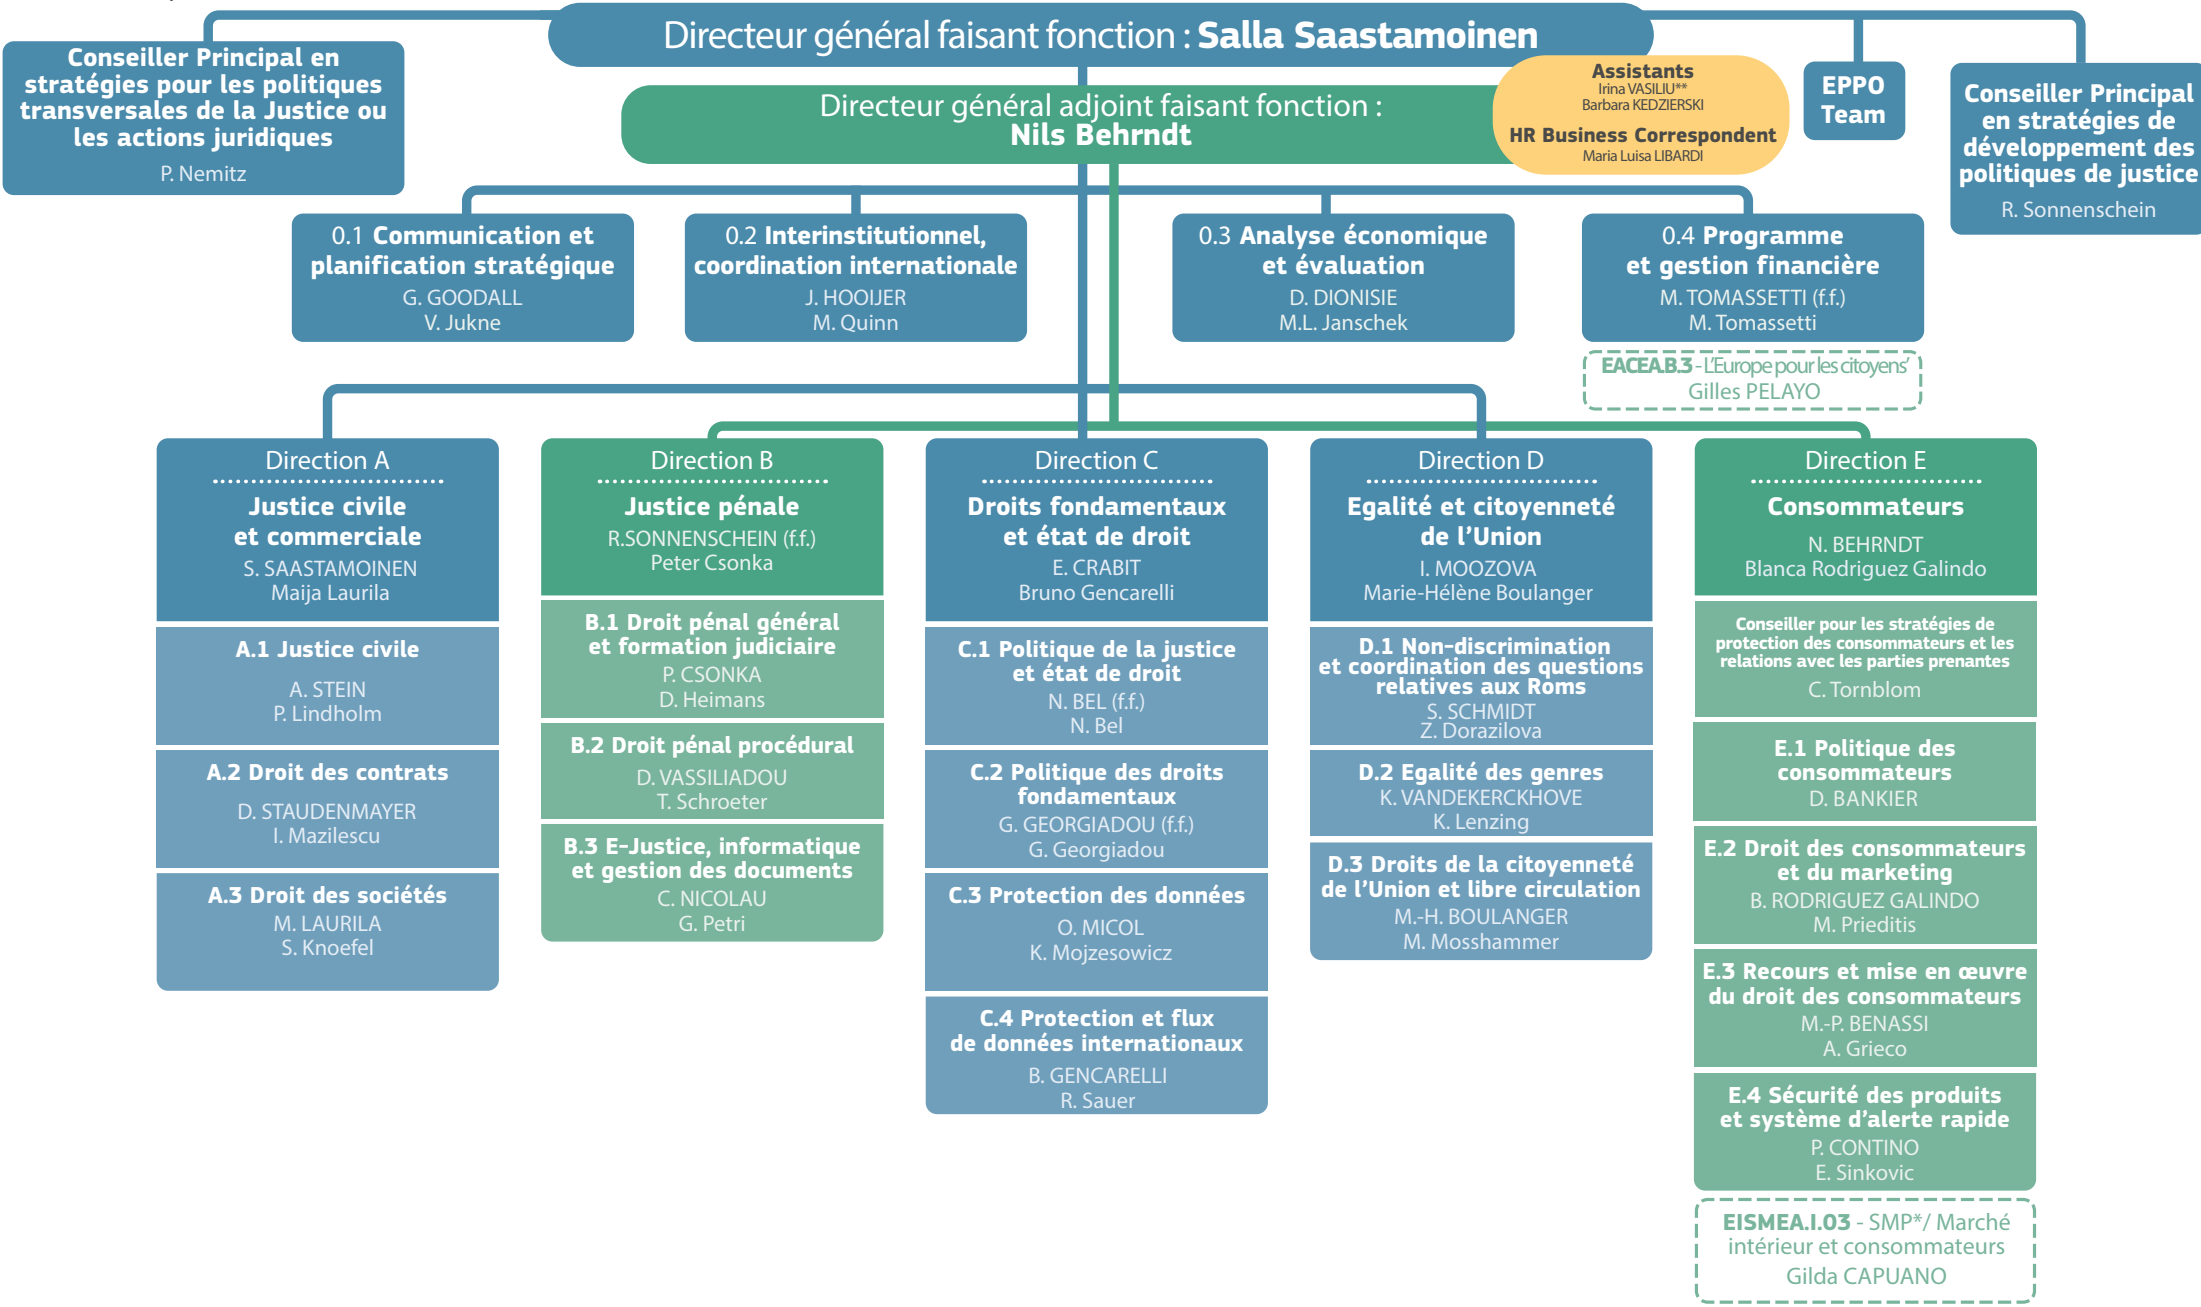 Directeur général faisant fonction : Salla Saastamoinen
Conseiller Principal en
stratégies pour les politiques
transversales de la Justice ou
les actions juridiques
P. Nemitz
Directeur général adjoint faisant fonction :
Nils Behrndt
Assistants
Irina VASILIU**
Barbara KEDZIERSKI
HR Business Correspondent
Maria Luisa LIBARDI
EPPO
Team
Conseiller Principal
en stratégies de
développement des
politiques de justice
R. Sonnenschein
0.1 Communication et
planification stratégique
G. GOODALL
V. Jukne
0.2 Interinstitutionnel,
coordination internationale
J. HOOIJER
M. Quinn
0.3 Analyse économique
et évaluation
D. DIONISIE
M.L. Janschek
0.4 Programme
et gestion financière
M. TOMASSETTI (f.f.)
M. Tomassetti
EACEA.B.3 - L'Europe pour les citoyens'
Gilles PELAYO
Direction A
Justice civile
et commerciale
S. SAASTAMOINEN
Maija Laurila
A.1 Justice civile
A. STEIN
P. Lindholm
A.2 Droit des contrats
D. STAUDENMAYER
I. Mazilescu
A.3 Droit des sociétés
M. LAURILA
S. Knoefel
Direction B
Justice pénale
R.SONNENSCHEIN (f.f.)
Peter Csonka
B.1 Droit pénal général
et formation judiciaire
P. CSONKA
D. Heimans
B.2 Droit pénal procédural
D. VASSILIADOU
T. Schroeter
B.3 E-Justice, informatique
et gestion des documents
C. NICOLAU
G. Petri
Direction C
Droits fondamentaux
et état de droit
E. CRABIT
Bruno Gencarelli
C.1 Politique de la justice
et état de droit
N. BEL (f.f.)
N. Bel
C.2 Politique des droits
fondamentaux
G. GEORGIADOU (f.f.)
G. Georgiadou
C.3 Protection des données
O. MICOL
K. Mojzesowicz
C.4 Protection et flux
de données internationaux
B. GENCARELLI
R. Sauer
Direction D
Egalité et citoyenneté
de l'Union
I. MOOZOVA
Marie-Hélène Boulanger
D.1 Non-discrimination
et coordination des questions
relatives aux Roms
S. SCHMIDT
Z. Dorazilova
D.2 Egalité des genres
K. VANDEKERCKHOVE
K. Lenzing
D.3 Droits de la citoyenneté
de l'Union et libre circulation
M.-H. BOULANGER
M. Mosshammer
Direction E
Consommateurs
N. BEHRNDT
Blanca Rodriguez Galindo
Conseiller pour les stratégies de
protection des consommateurs et les
relations avec les parties prenantes
C. Tornblom
E.1 Politique des
consommateurs
D. BANKIER
E.2 Droit des consommateurs
et du marketing
B. RODRIGUEZ GALINDO
M. Prieditis
E.3 Recours et mise en œuvre
du droit des consommateurs
M.-P. BENASSI
A. Grieco
E.4 Sécurité des produits
et système d'alerte rapide
P. CONTINO
E. Sinkovic
EISMEA.I.03 - SMP*/ Marché
intérieur et consommateurs
Gilda CAPUANO